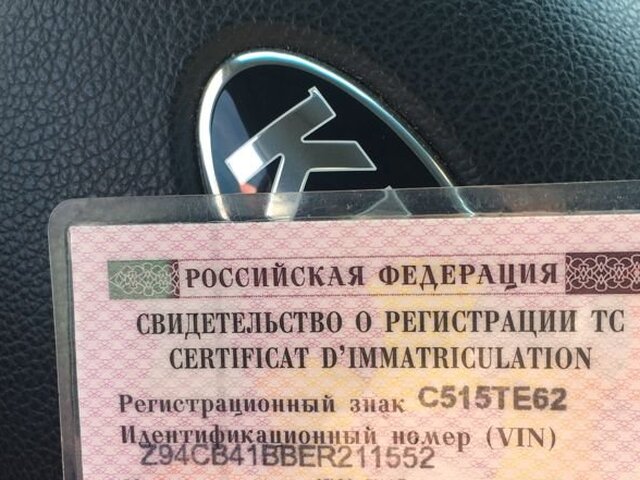 РОССИЙСКАЯ ФЕДЕРАЦИЯ
СВИДЕТЕЛЬСТВО О РЕГИСТРАЦИИ ТС
CERTIFICAT D'IMMATRICULATION
Регистрационный знак С515ТЕ62
Идентификационный номер (VIN)
Z94CB41BBER211552